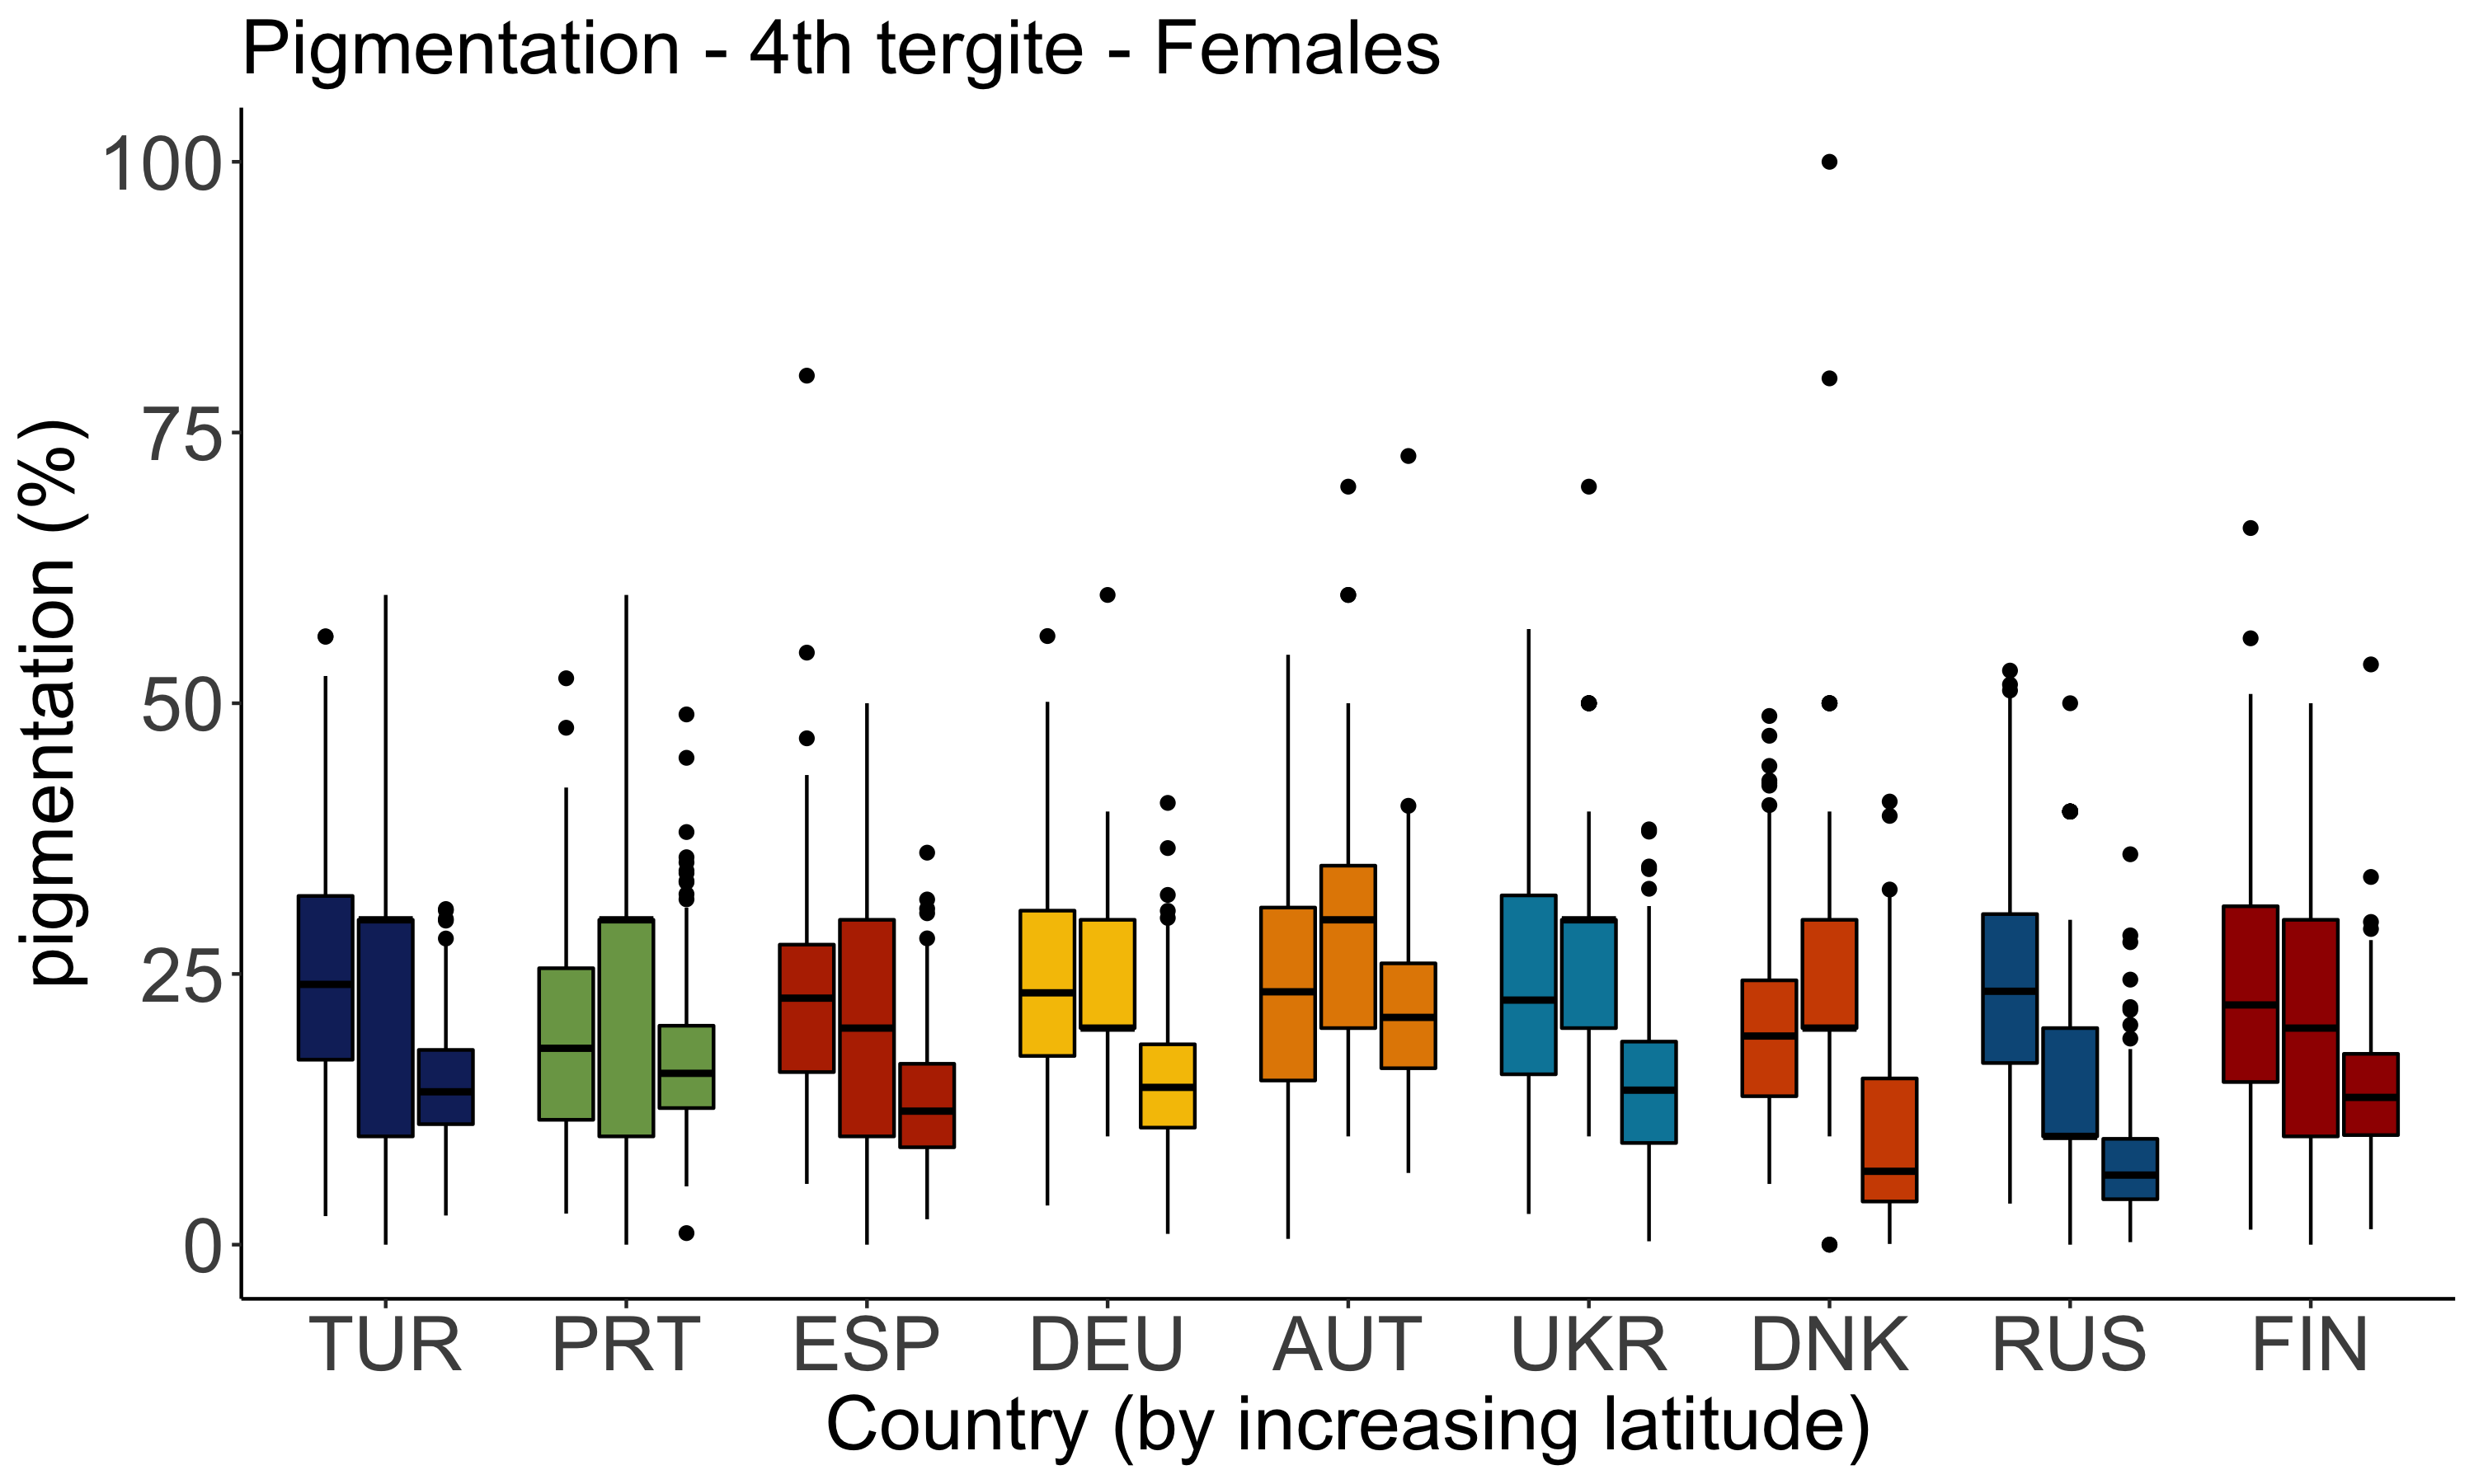 Pigmentation - 4th tergite - Females
pigmentation (%)
100
75
50
25
0
TUR PRT ESP DEU AUT UKR DNK RUS FIN
Country (by increasing latitude)